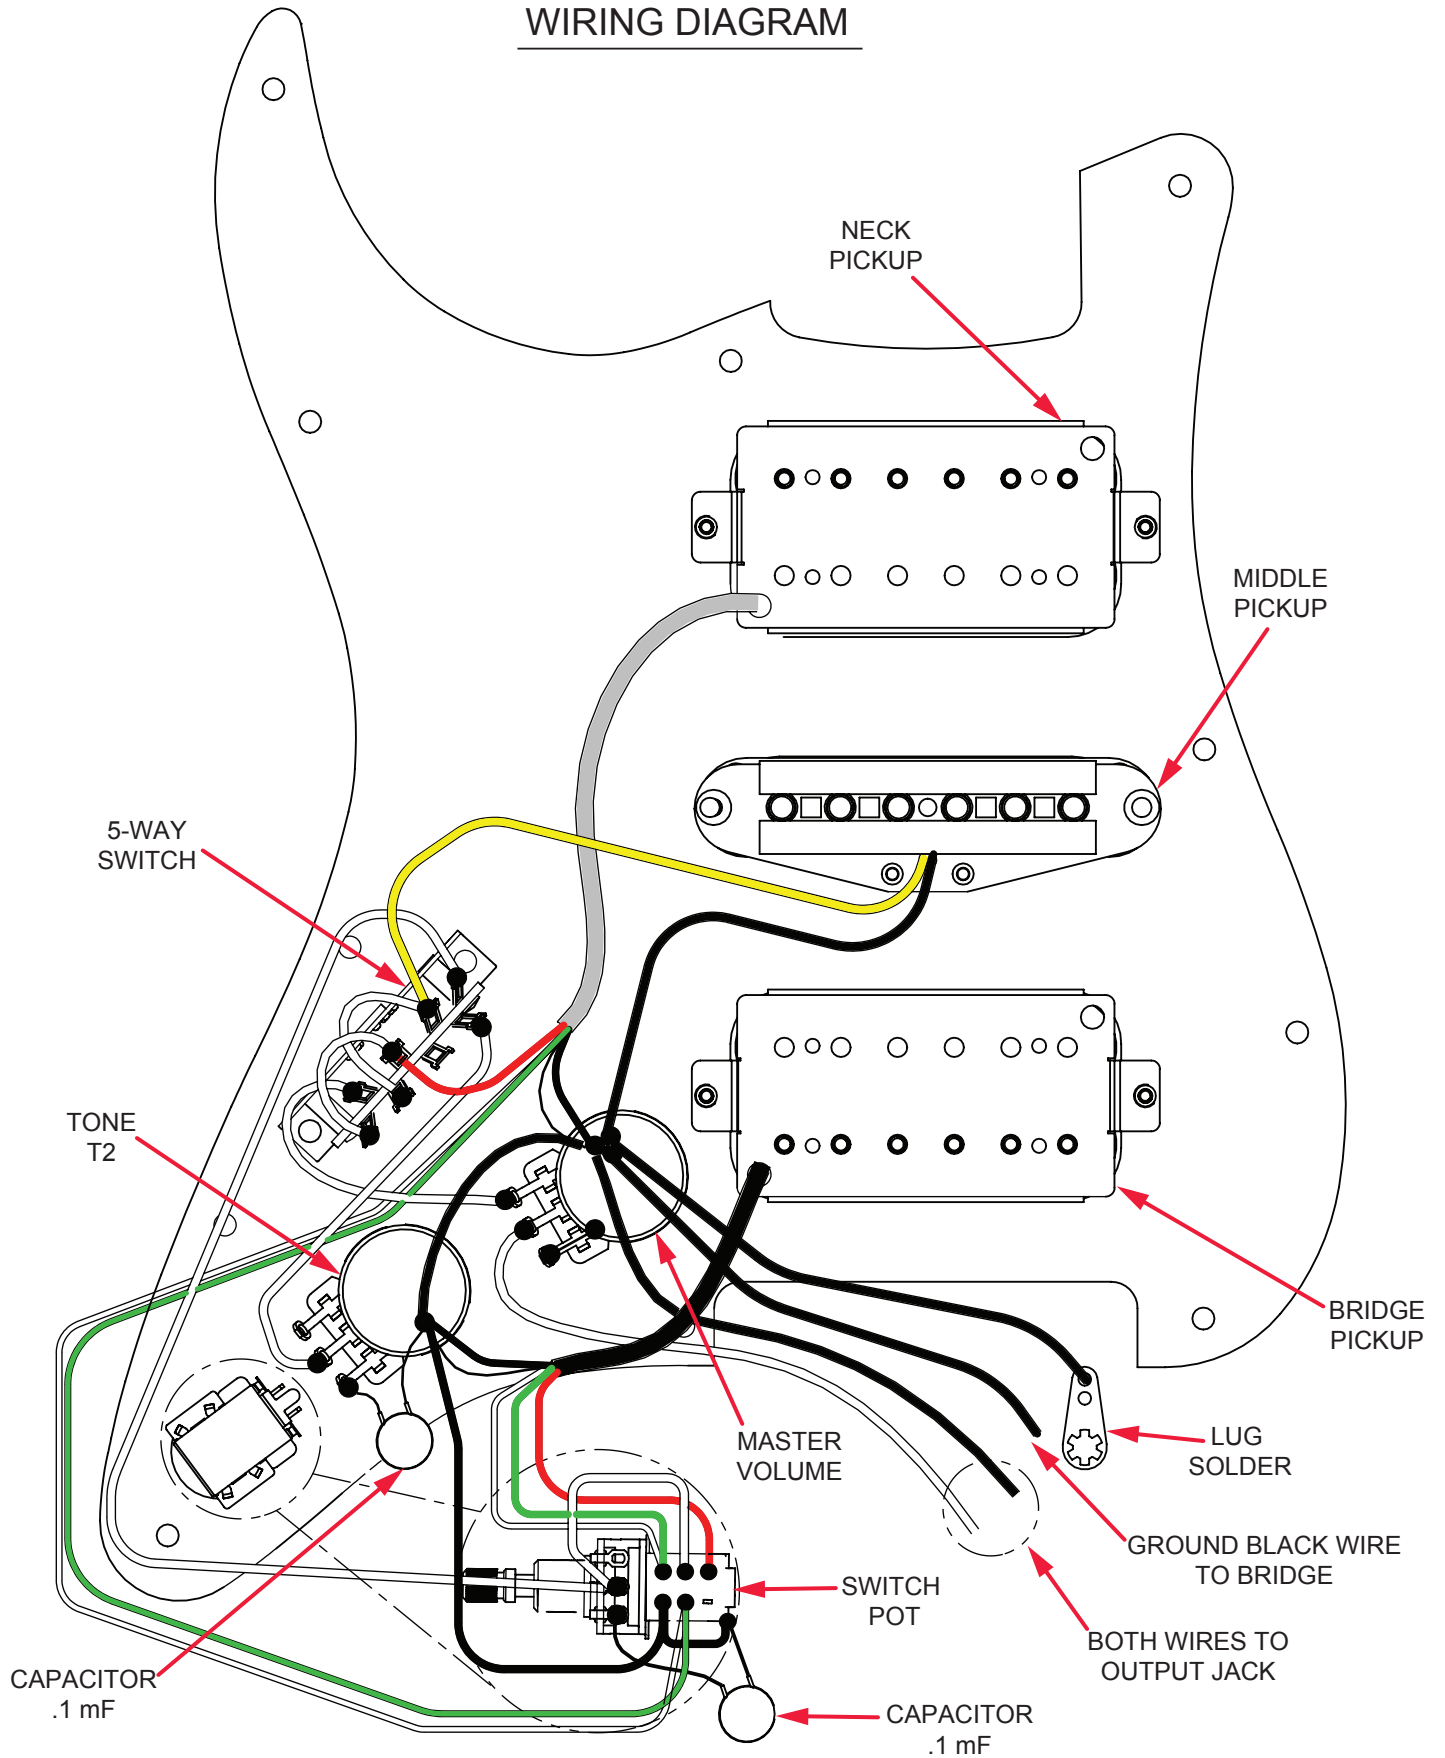 WIRING DIAGRAM
NECK
PICKUP
MIDDLE
PICKUP
5-WAY
SWITCH
TONE
T2
BRIDGE
PICKUP
MASTER
VOLUME
LUG
SOLDER
GROUND BLACK WIRE
TO BRIDGE
SWITCH
POT
BOTH WIRES TO
OUTPUT JACK
CAPACITOR
.1 mF
CAPACITOR
.1 mF